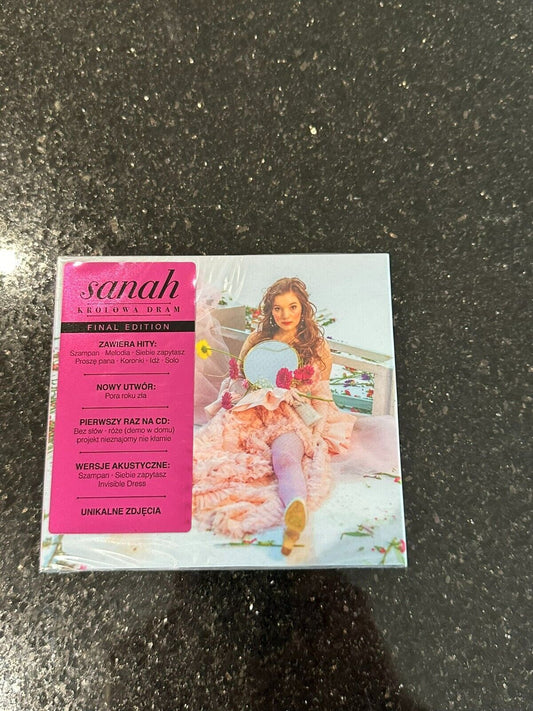 sanah
KRÓLOWA DRAM
FINAL EDITION
ZAWIERA HITY:
Szampan · Melodia · Siebie zapytasz
Proszę pana · Koronki · Idź · Solo
NOWY UTWÓR:
Pora roku zła
PIERWSZY RAZ NA CD:
Bez słów · róże (demo w domu)
projekt nieznajomy nie kłamie
WERSJE AKUSTYCZNE:
Szampan · Siebie zapytasz
Invisible Dress
UNIKALNE ZDJĘCIA